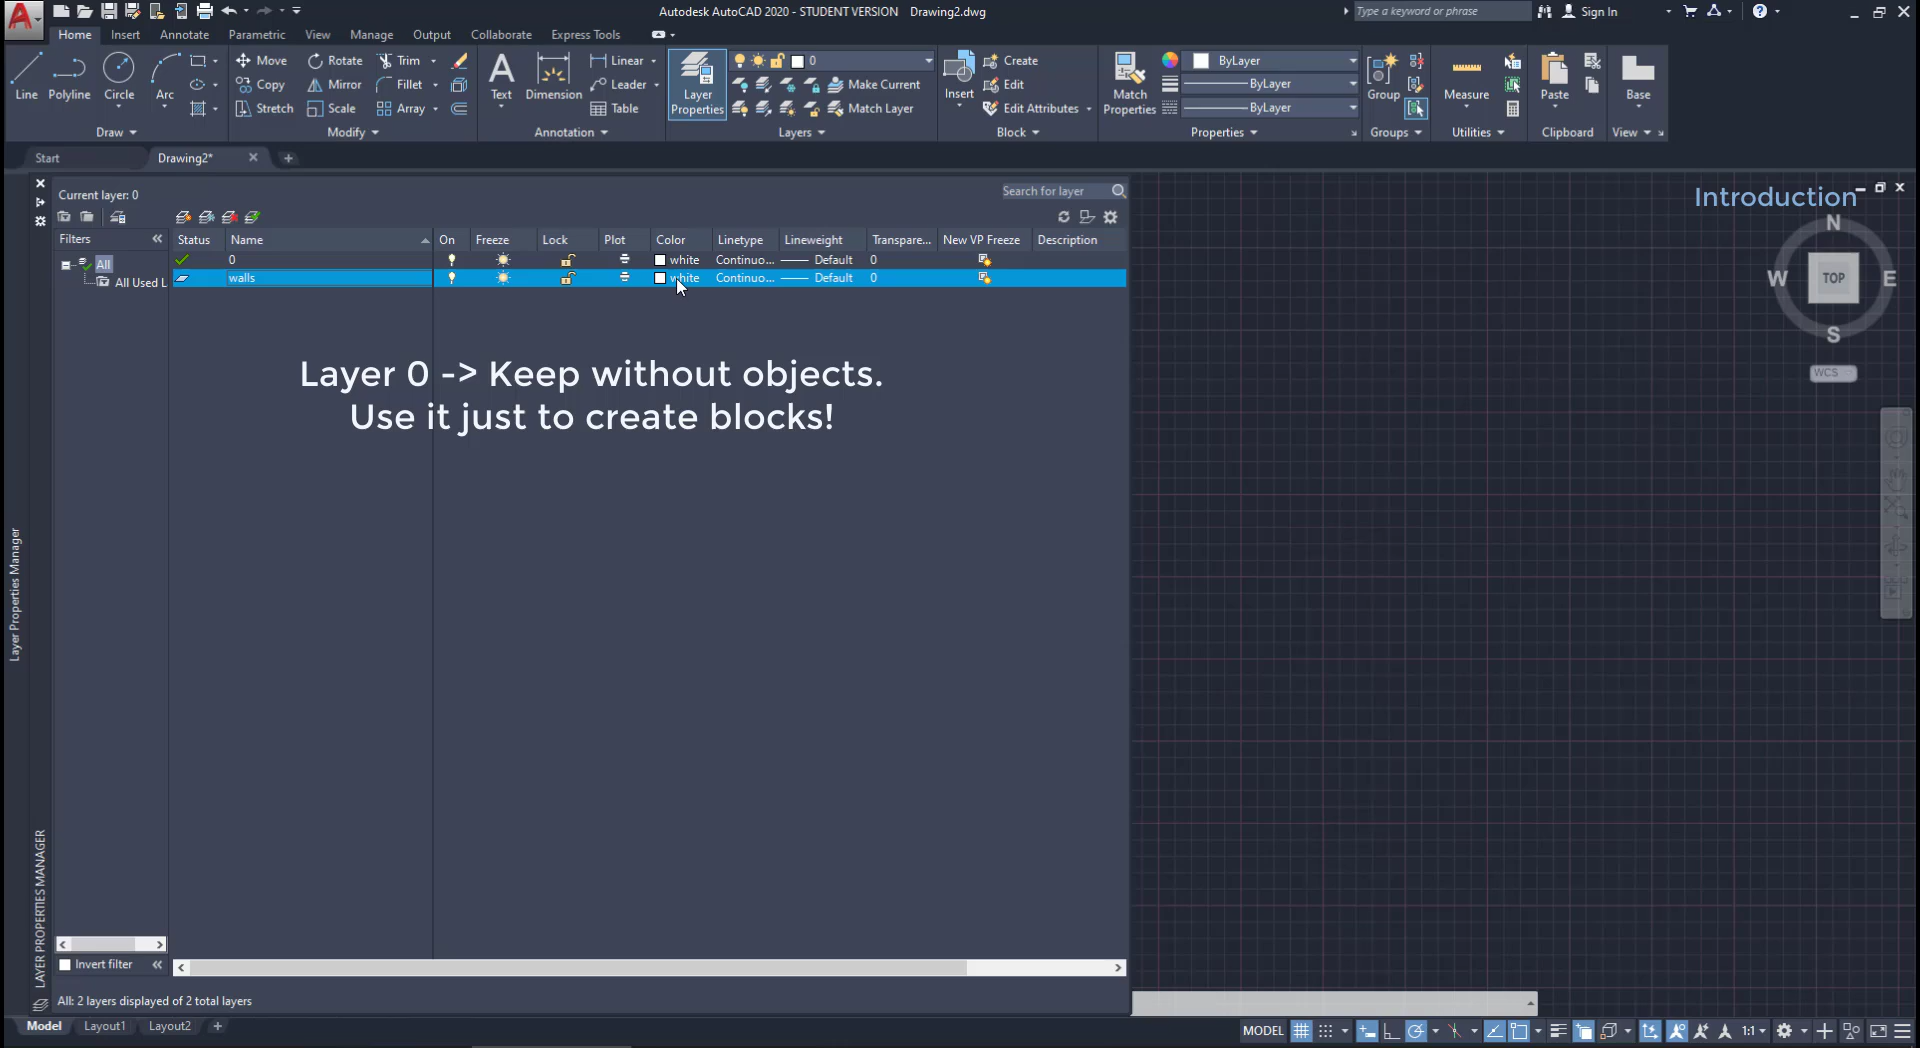 Autodesk AutoCAD 2020 - STUDENT VERSION Drawing2.dwg
Type a keyword or phrase
Sign In
Home Insert Annotate Parametric View Manage Output Collaborate Express Tools
Line Polyline Circle Arc
Move Rotate Trim
Copy Mirror Fillet
Stretch Scale Array
Text Dimension
Linear
Leader
Table
Layer
Properties
0
Make Current
Match Layer
Insert
Create
Edit
Edit Attributes
Match
Properties
ByLayer
ByLayer
ByLayer
Group
Measure
Paste
Base
Draw Modify Annotation Layers Block Properties Groups Utilities Clipboard View
Start Drawing2*
Current layer: 0
Search for layer
Introduction
Filters
Status Name On Freeze Lock Plot Color Linetype Lineweight Transpare... New VP Freeze Description
All
All Used L
0 white Continuo... Default 0
walls white Continuo... Default 0
N
W TOP E
S
WCS
Layer 0 -> Keep without objects.
Use it just to create blocks!
Layer Properties Manager
LAYER PROPERTIES MANAGER
Invert filter
All: 2 layers displayed of 2 total layers
Model Layout1 Layout2
MODEL
1:1